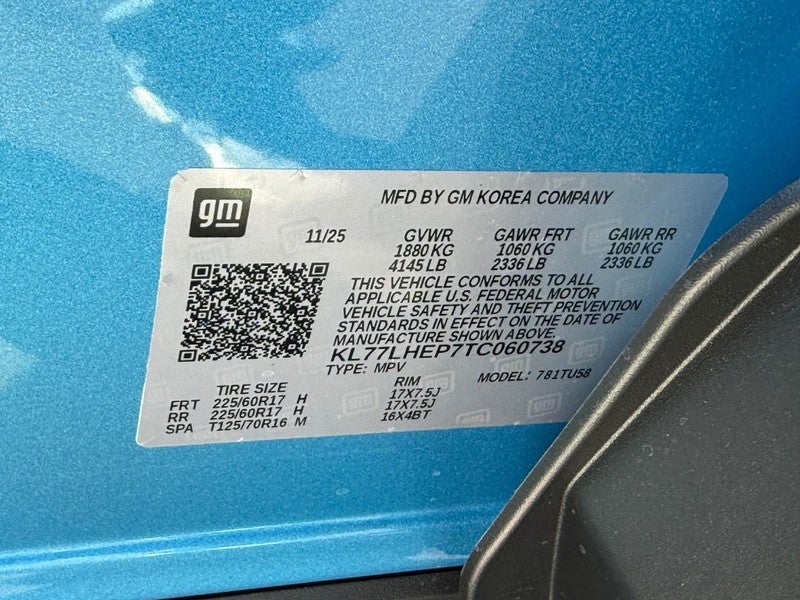 gm
MFD BY GM KOREA COMPANY
11/25 GVWR GAWR FRT GAWR RR
1880 KG 1060 KG 1060 KG
4145 LB 2336 LB 2336 LB
THIS VEHICLE CONFORMS TO ALL
APPLICABLE U.S. FEDERAL MOTOR
VEHICLE SAFETY AND THEFT PREVENTION
STANDARDS IN EFFECT ON THE DATE OF
MANUFACTURE SHOWN ABOVE.
KL77LHEP7TC060738
TYPE: MPV MODEL: 781TU58
TIRE SIZE RIM
FRT 225/60R17 H 17X7.5J
RR 225/60R17 H 17X7.5J
SPA T125/70R16 M 16X4BT